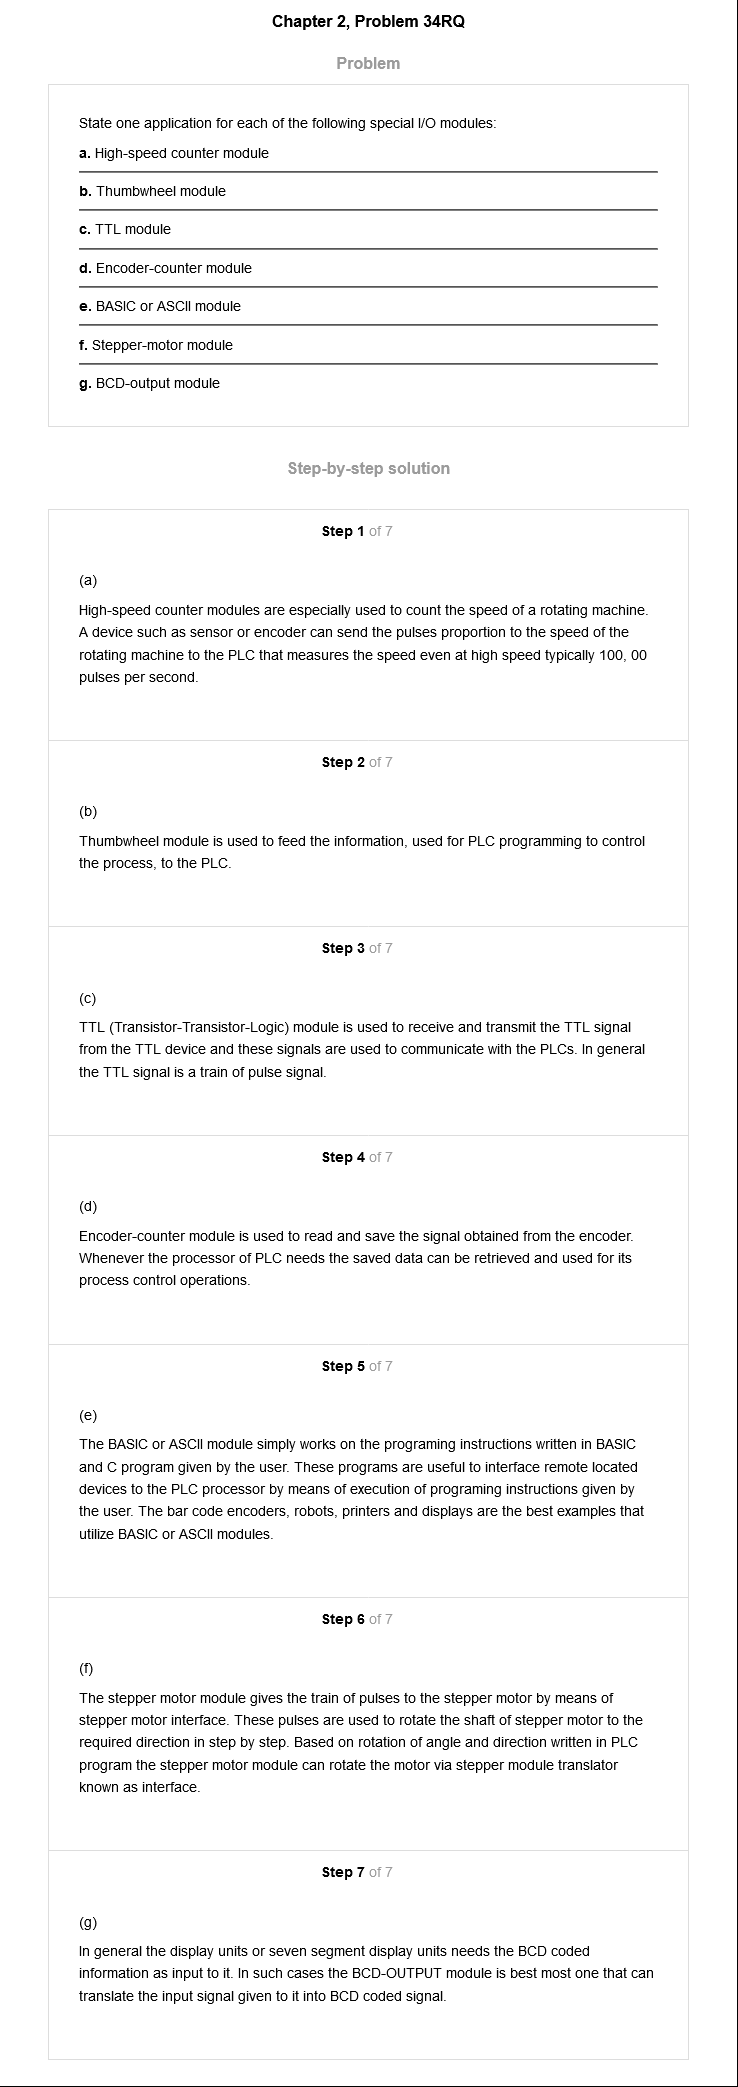 Chapter 2, Problem 34RQ
Problem
State one application for each of the following special I/O modules:
a. High-speed counter module
b. Thumbwheel module
c. TTL module
d. Encoder-counter module
e. BASIC or ASCII module
f. Stepper-motor module
g. BCD-output module
Step-by-step solution
Step 1 of 7
(a)
High-speed counter modules are especially used to count the speed of a rotating machine.
A device such as sensor or encoder can send the pulses proportion to the speed of the
rotating machine to the PLC that measures the speed even at high speed typically 100, 00
pulses per second.
Step 2 of 7
(b)
Thumbwheel module is used to feed the information, used for PLC programming to control
the process, to the PLC.
Step 3 of 7
(c)
TTL (Transistor-Transistor-Logic) module is used to receive and transmit the TTL signal
from the TTL device and these signals are used to communicate with the PLCs. In general
the TTL signal is a train of pulse signal.
Step 4 of 7
(d)
Encoder-counter module is used to read and save the signal obtained from the encoder.
Whenever the processor of PLC needs the saved data can be retrieved and used for its
process control operations.
Step 5 of 7
(e)
The BASIC or ASCII module simply works on the programing instructions written in BASIC
and C program given by the user. These programs are useful to interface remote located
devices to the PLC processor by means of execution of programing instructions given by
the user. The bar code encoders, robots, printers and displays are the best examples that
utilize BASIC or ASCII modules.
Step 6 of 7
(f)
The stepper motor module gives the train of pulses to the stepper motor by means of
stepper motor interface. These pulses are used to rotate the shaft of stepper motor to the
required direction in step by step. Based on rotation of angle and direction written in PLC
program the stepper motor module can rotate the motor via stepper module translator
known as interface.
Step 7 of 7
(g)
In general the display units or seven segment display units needs the BCD coded
information as input to it. In such cases the BCD-OUTPUT module is best most one that can
translate the input signal given to it into BCD coded signal.